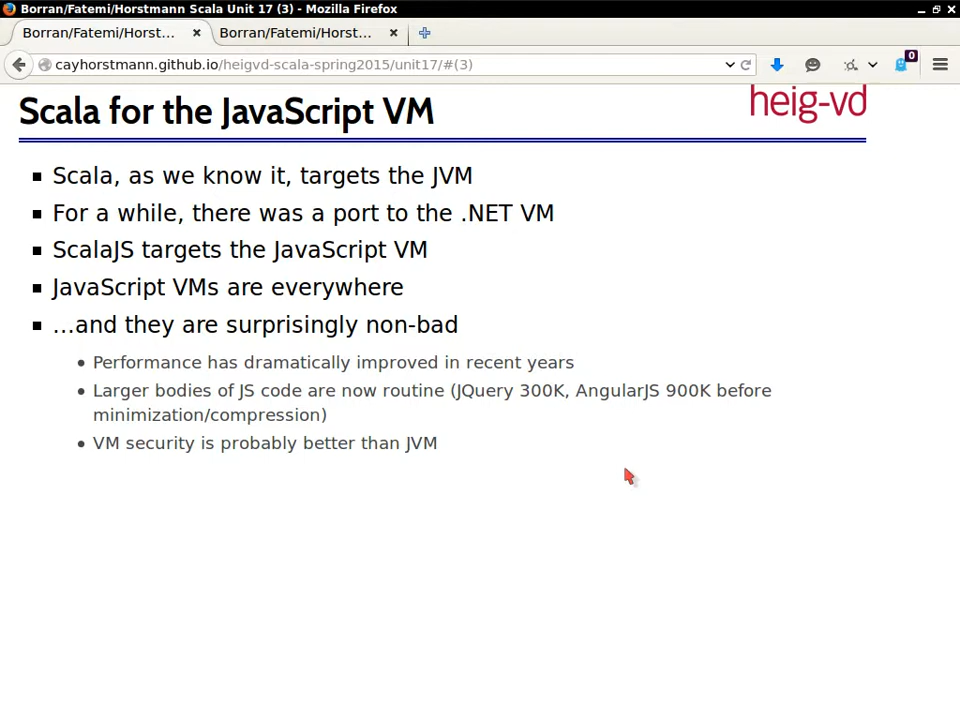 Borran/Fatemi/Horstmann Scala Unit 17 (3) - Mozilla Firefox
Borran/Fatemi/Horst... Borran/Fatemi/Horst...
cayhorstmann.github.io/heigvd-scala-spring2015/unit17/#(3) 0
Scala for the JavaScript VM
heig-vd
Scala, as we know it, targets the JVM
For a while, there was a port to the .NET VM
ScalaJS targets the JavaScript VM
JavaScript VMs are everywhere
...and they are surprisingly non-bad
Performance has dramatically improved in recent years
Larger bodies of JS code are now routine (JQuery 300K, AngularJS 900K before
minimization/compression)
VM security is probably better than JVM